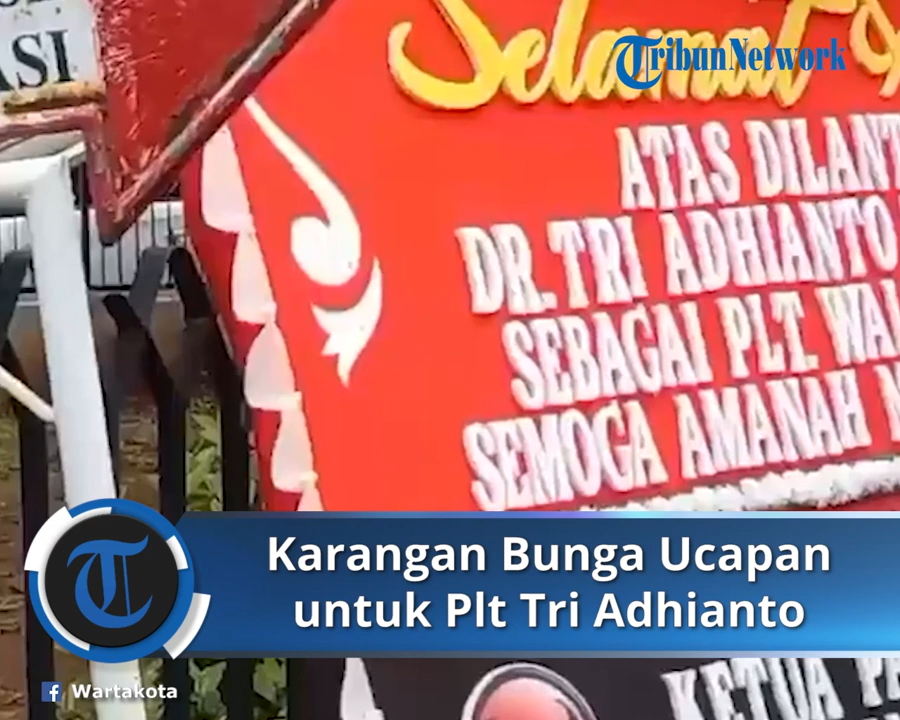 ASI
Selamat
TribunNetwork
ATAS DILANT
DR. TRI ADHIANTO
SEBAGAI PLT. WAL
SEMOGA AMANAH
Karangan Bunga Ucapan
untuk Plt Tri Adhianto
Wartakota
KETUA